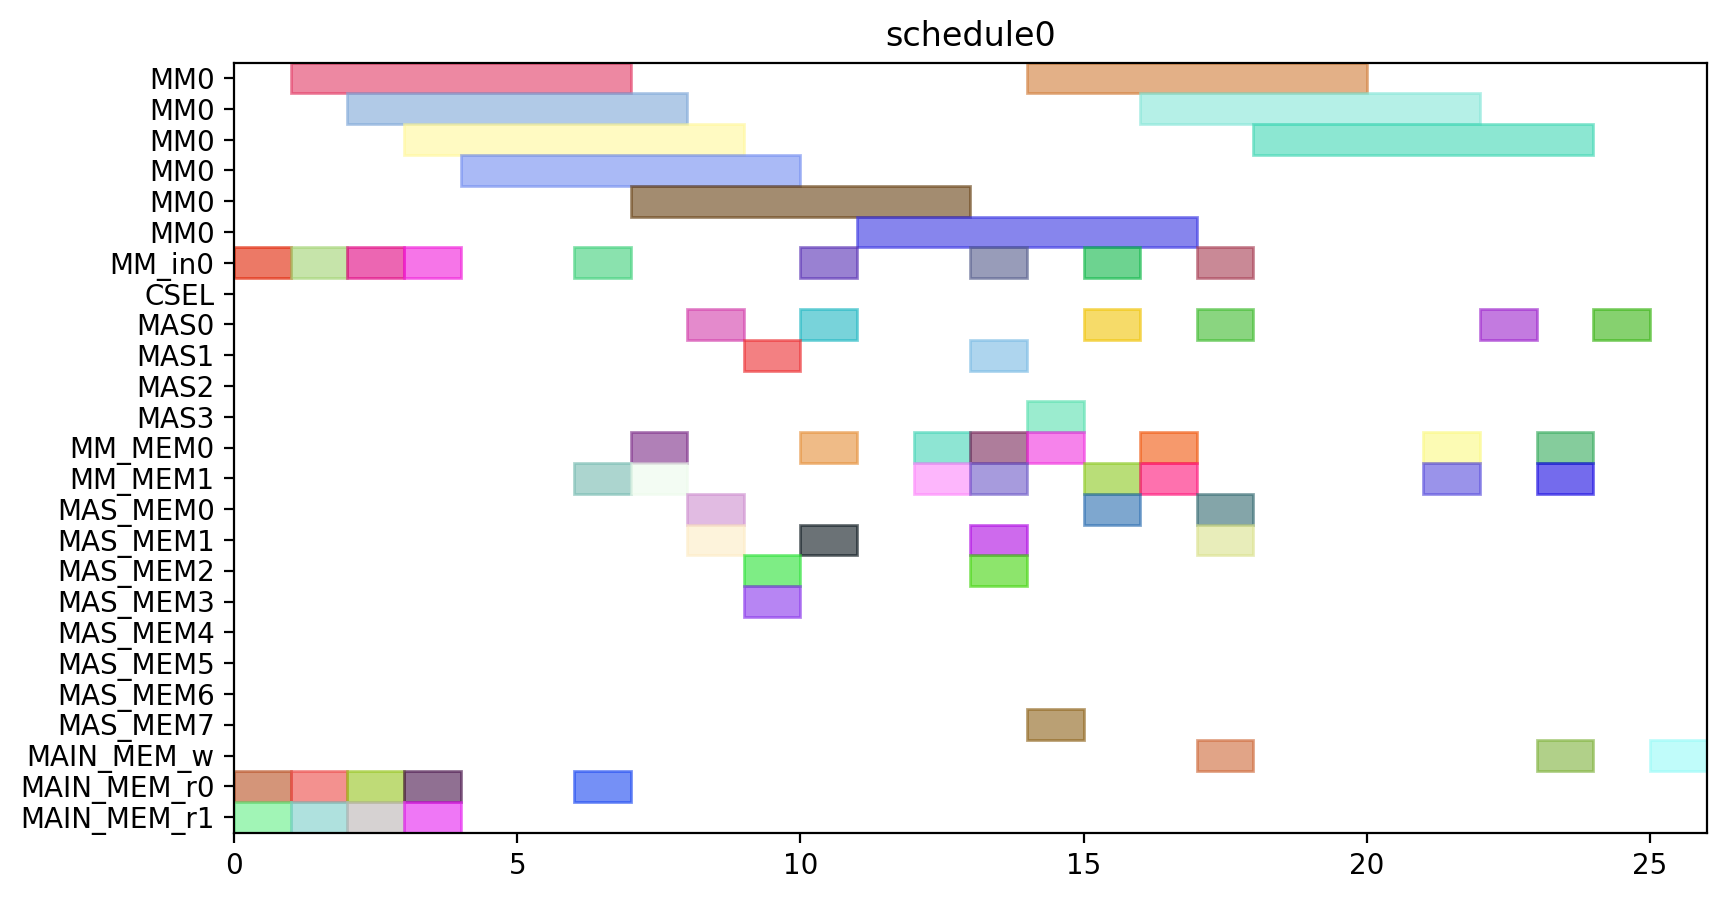 schedule0
MM0
MM0
MM0
MM0
MM0
MM0
MM_in0
CSEL
MAS0
MAS1
MAS2
MAS3
MM_MEM0
MM_MEM1
MAS_MEM0
MAS_MEM1
MAS_MEM2
MAS_MEM3
MAS_MEM4
MAS_MEM5
MAS_MEM6
MAS_MEM7
MAIN_MEM_w
MAIN_MEM_r0
MAIN_MEM_r1
0 5 10 15 20 25